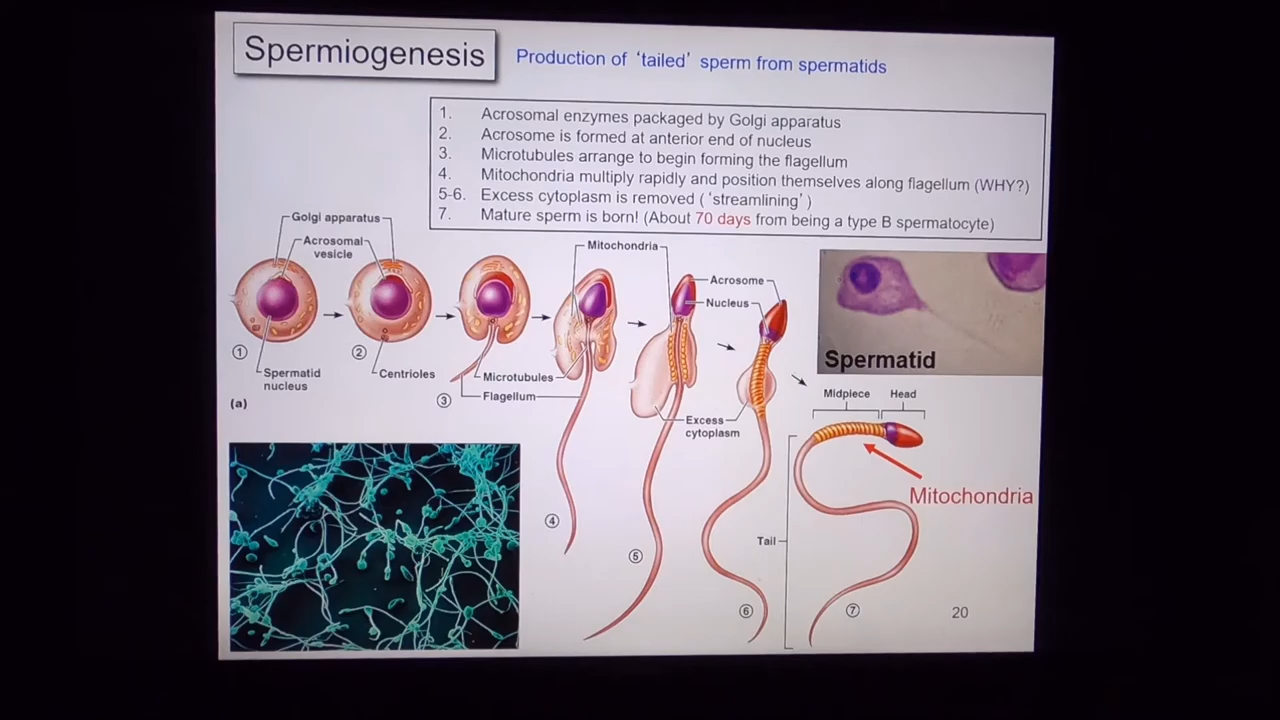 Spermiogenesis
Production of ‘tailed’ sperm from spermatids
1. Acrosomal enzymes packaged by Golgi apparatus
2. Acrosome is formed at anterior end of nucleus
3. Microtubules arrange to begin forming the flagellum
4. Mitochondria multiply rapidly and position themselves along flagellum (WHY?)
5-6. Excess cytoplasm is removed ( ‘streamlining’ )
7. Mature sperm is born! (About 70 days from being a type B spermatocyte)
Golgi apparatus
Acrosomal
vesicle
Mitochondria
Acrosome
Nucleus
1
2
Spermatid
nucleus
Centrioles
Microtubules
3
Flagellum
(a)
Excess
cytoplasm
Spermatid
Midpiece
Head
Mitochondria
4
5
Tail
6
7
20